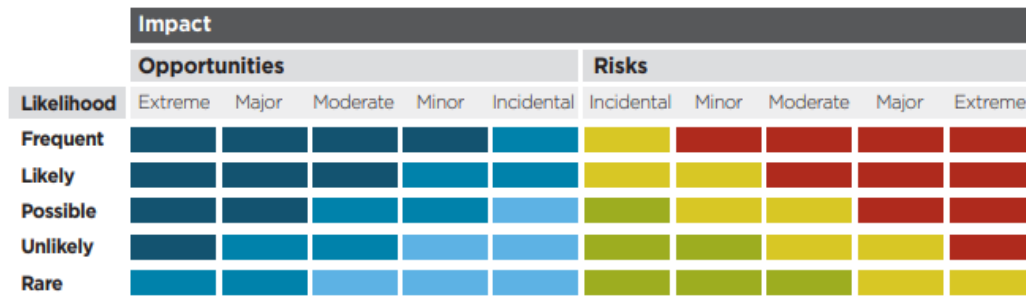 Impact
Opportunities Risks
Likelihood Extreme Major Moderate Minor Incidental Incidental Minor Moderate Major Extreme
Frequent
Likely
Possible
Unlikely
Rare